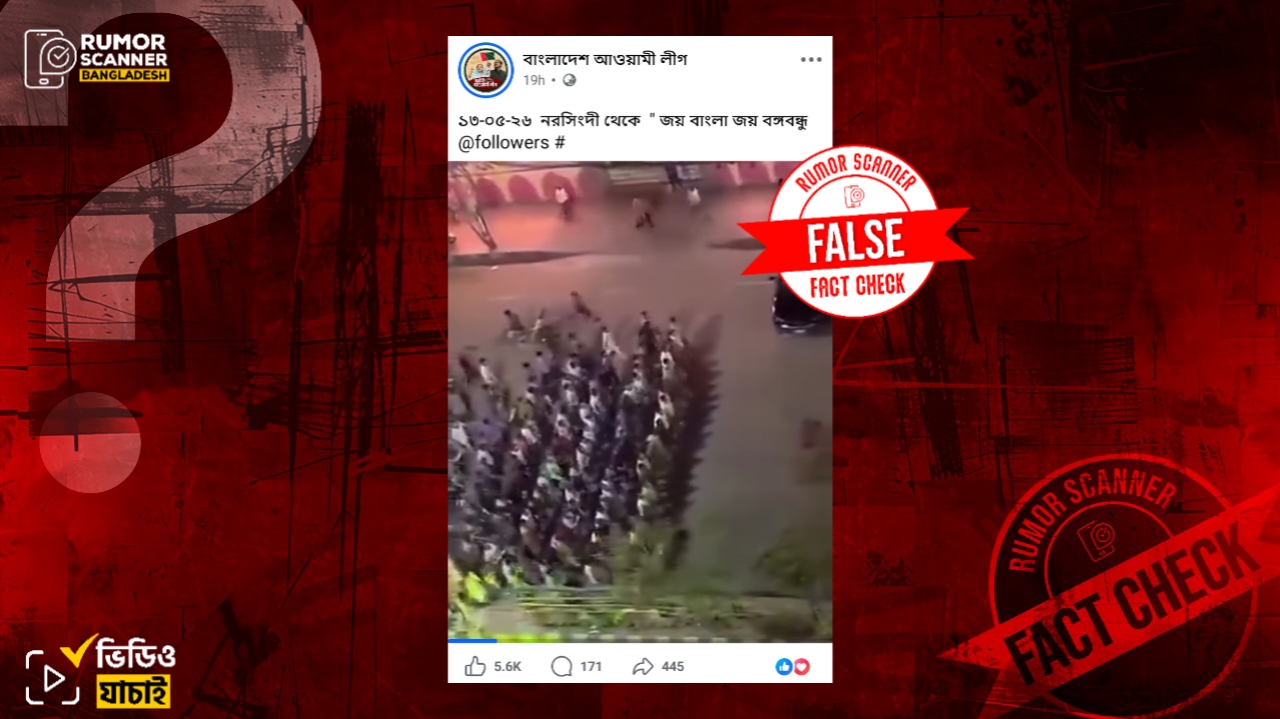 RUMOR
SCANNER
BANGLADESH
বাংলাদেশ আওয়ামী লীগ
19h
১৩-০৫-২৬ নরসিংদী থেকে " জয় বাংলা জয় বঙ্গবন্ধু
@followers #
RUMOR SCANNER
FALSE
FACT CHECK
5.6K
171
445
RUMOR SCANNER
FACT CHECK
ভিডিও
যাচাই